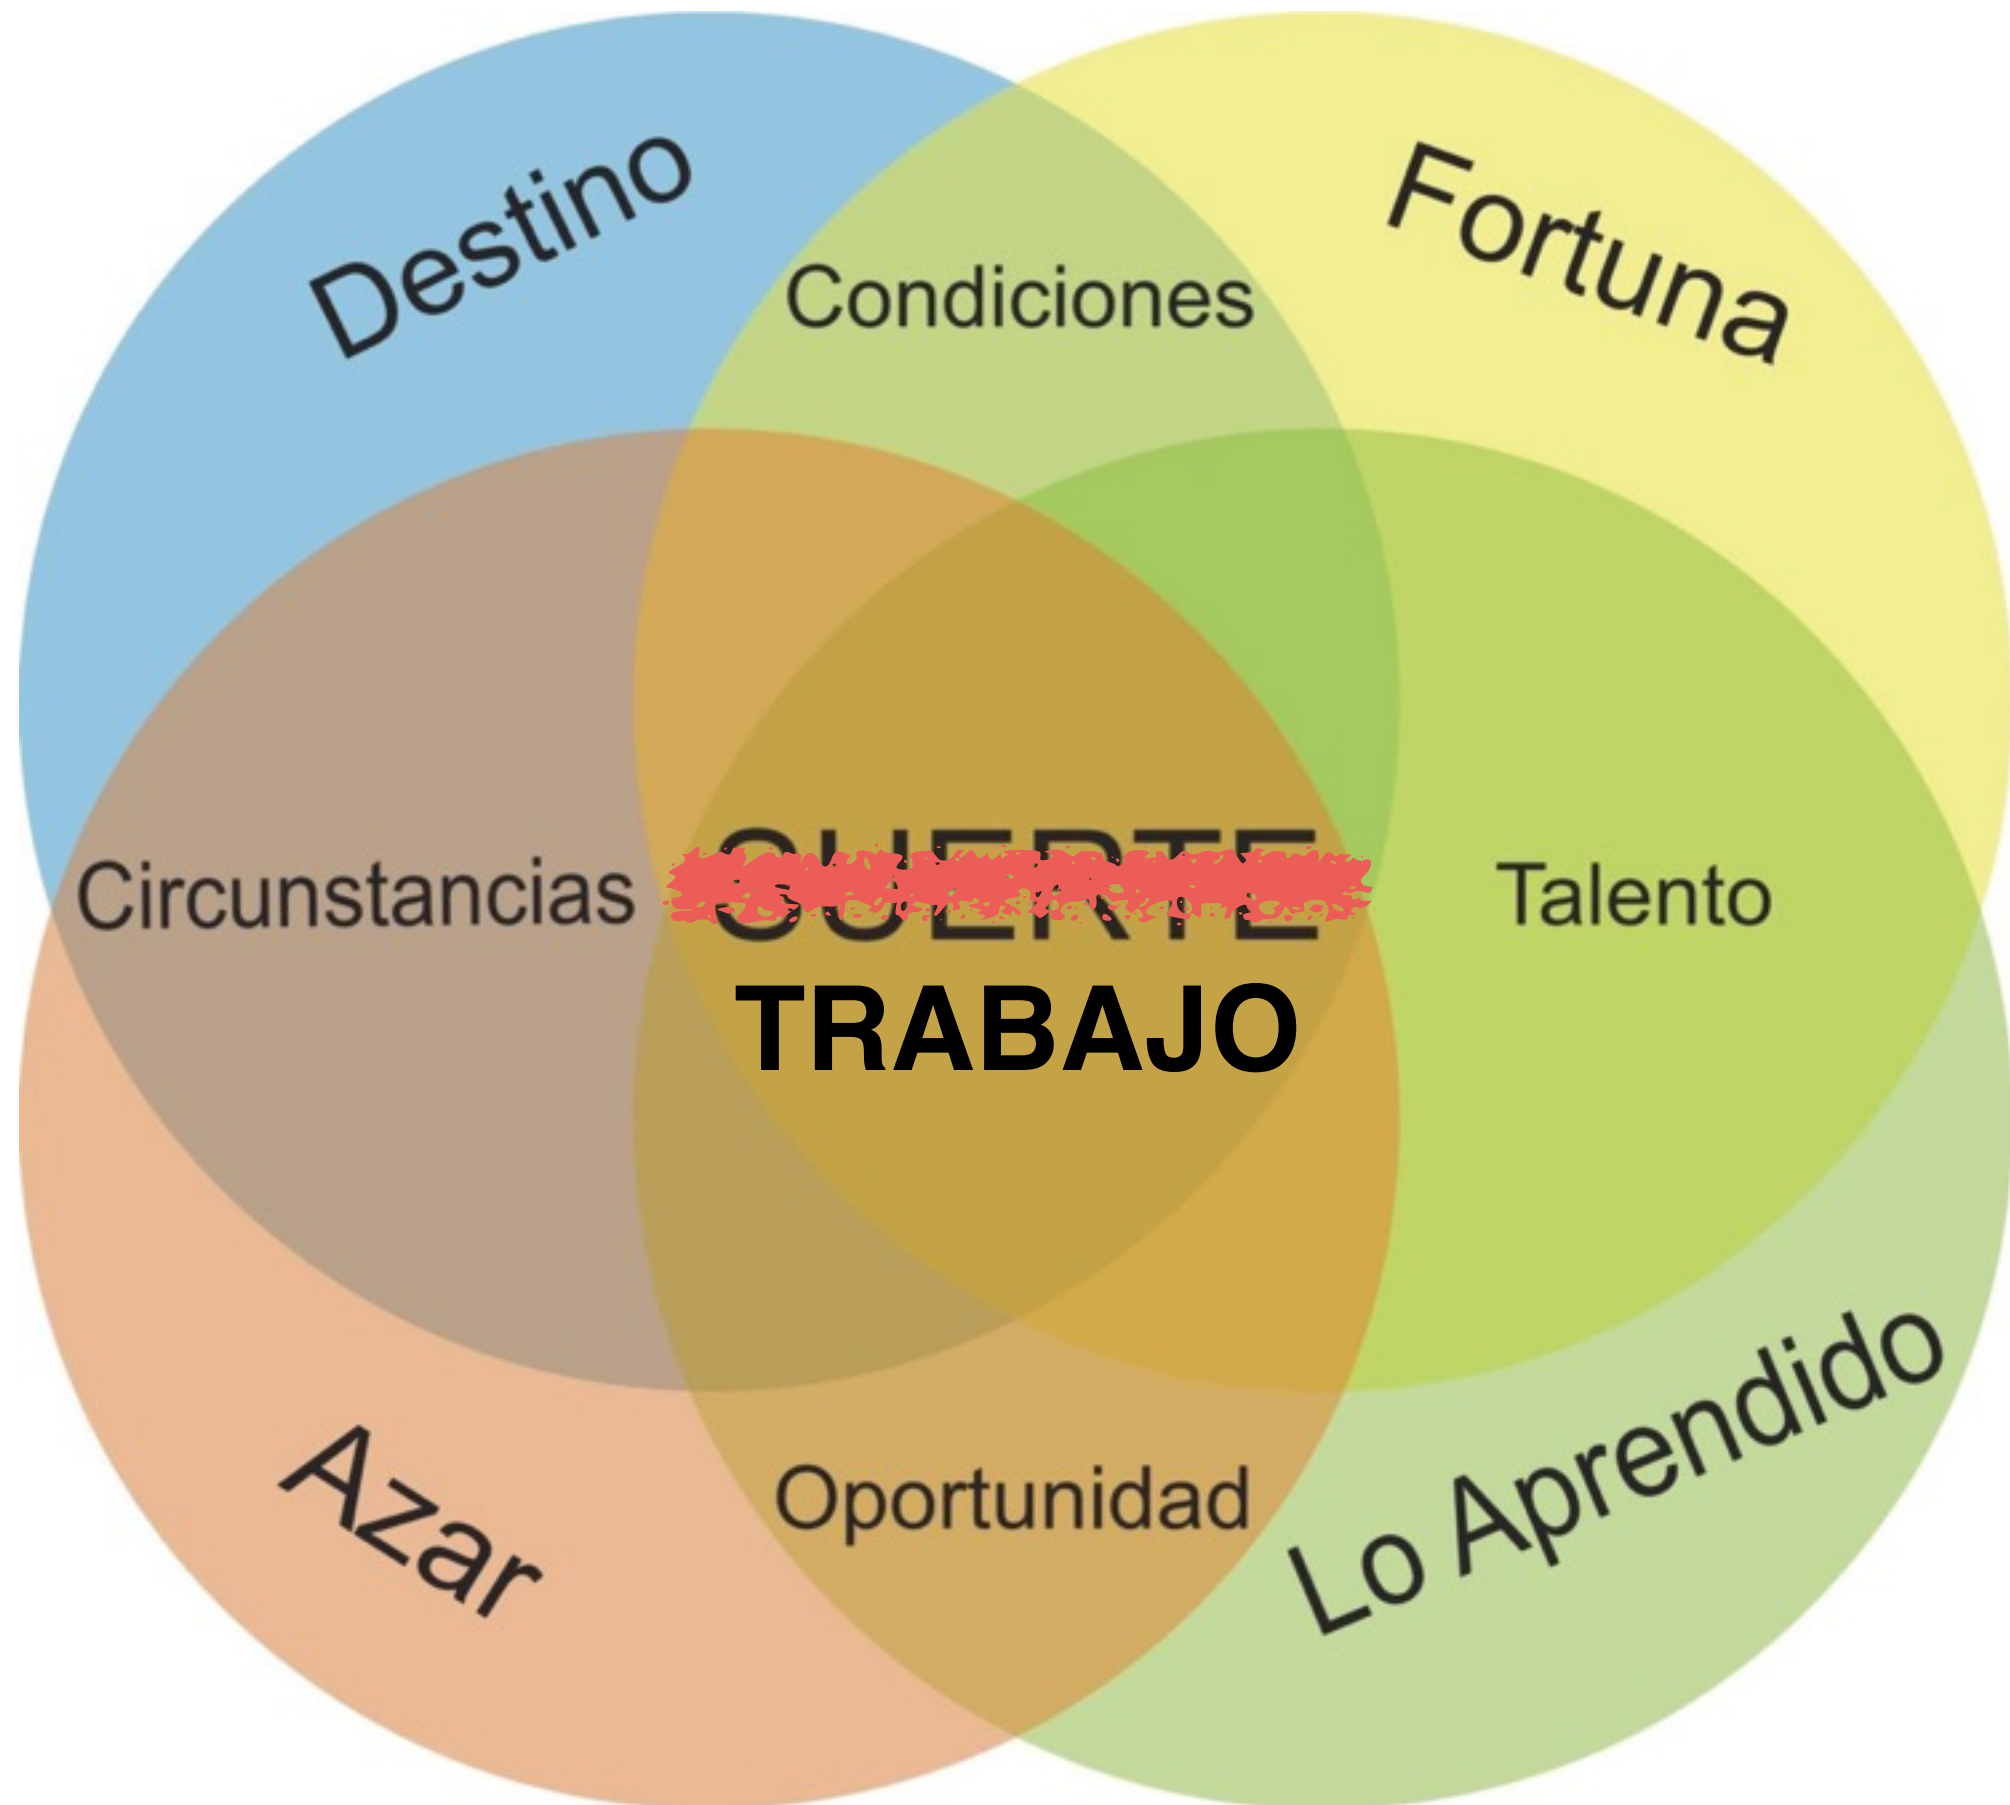 Destino
Fortuna
Condiciones
Circunstancias
SUERTE
Talento
TRABAJO
Azar
Oportunidad
Lo Aprendido